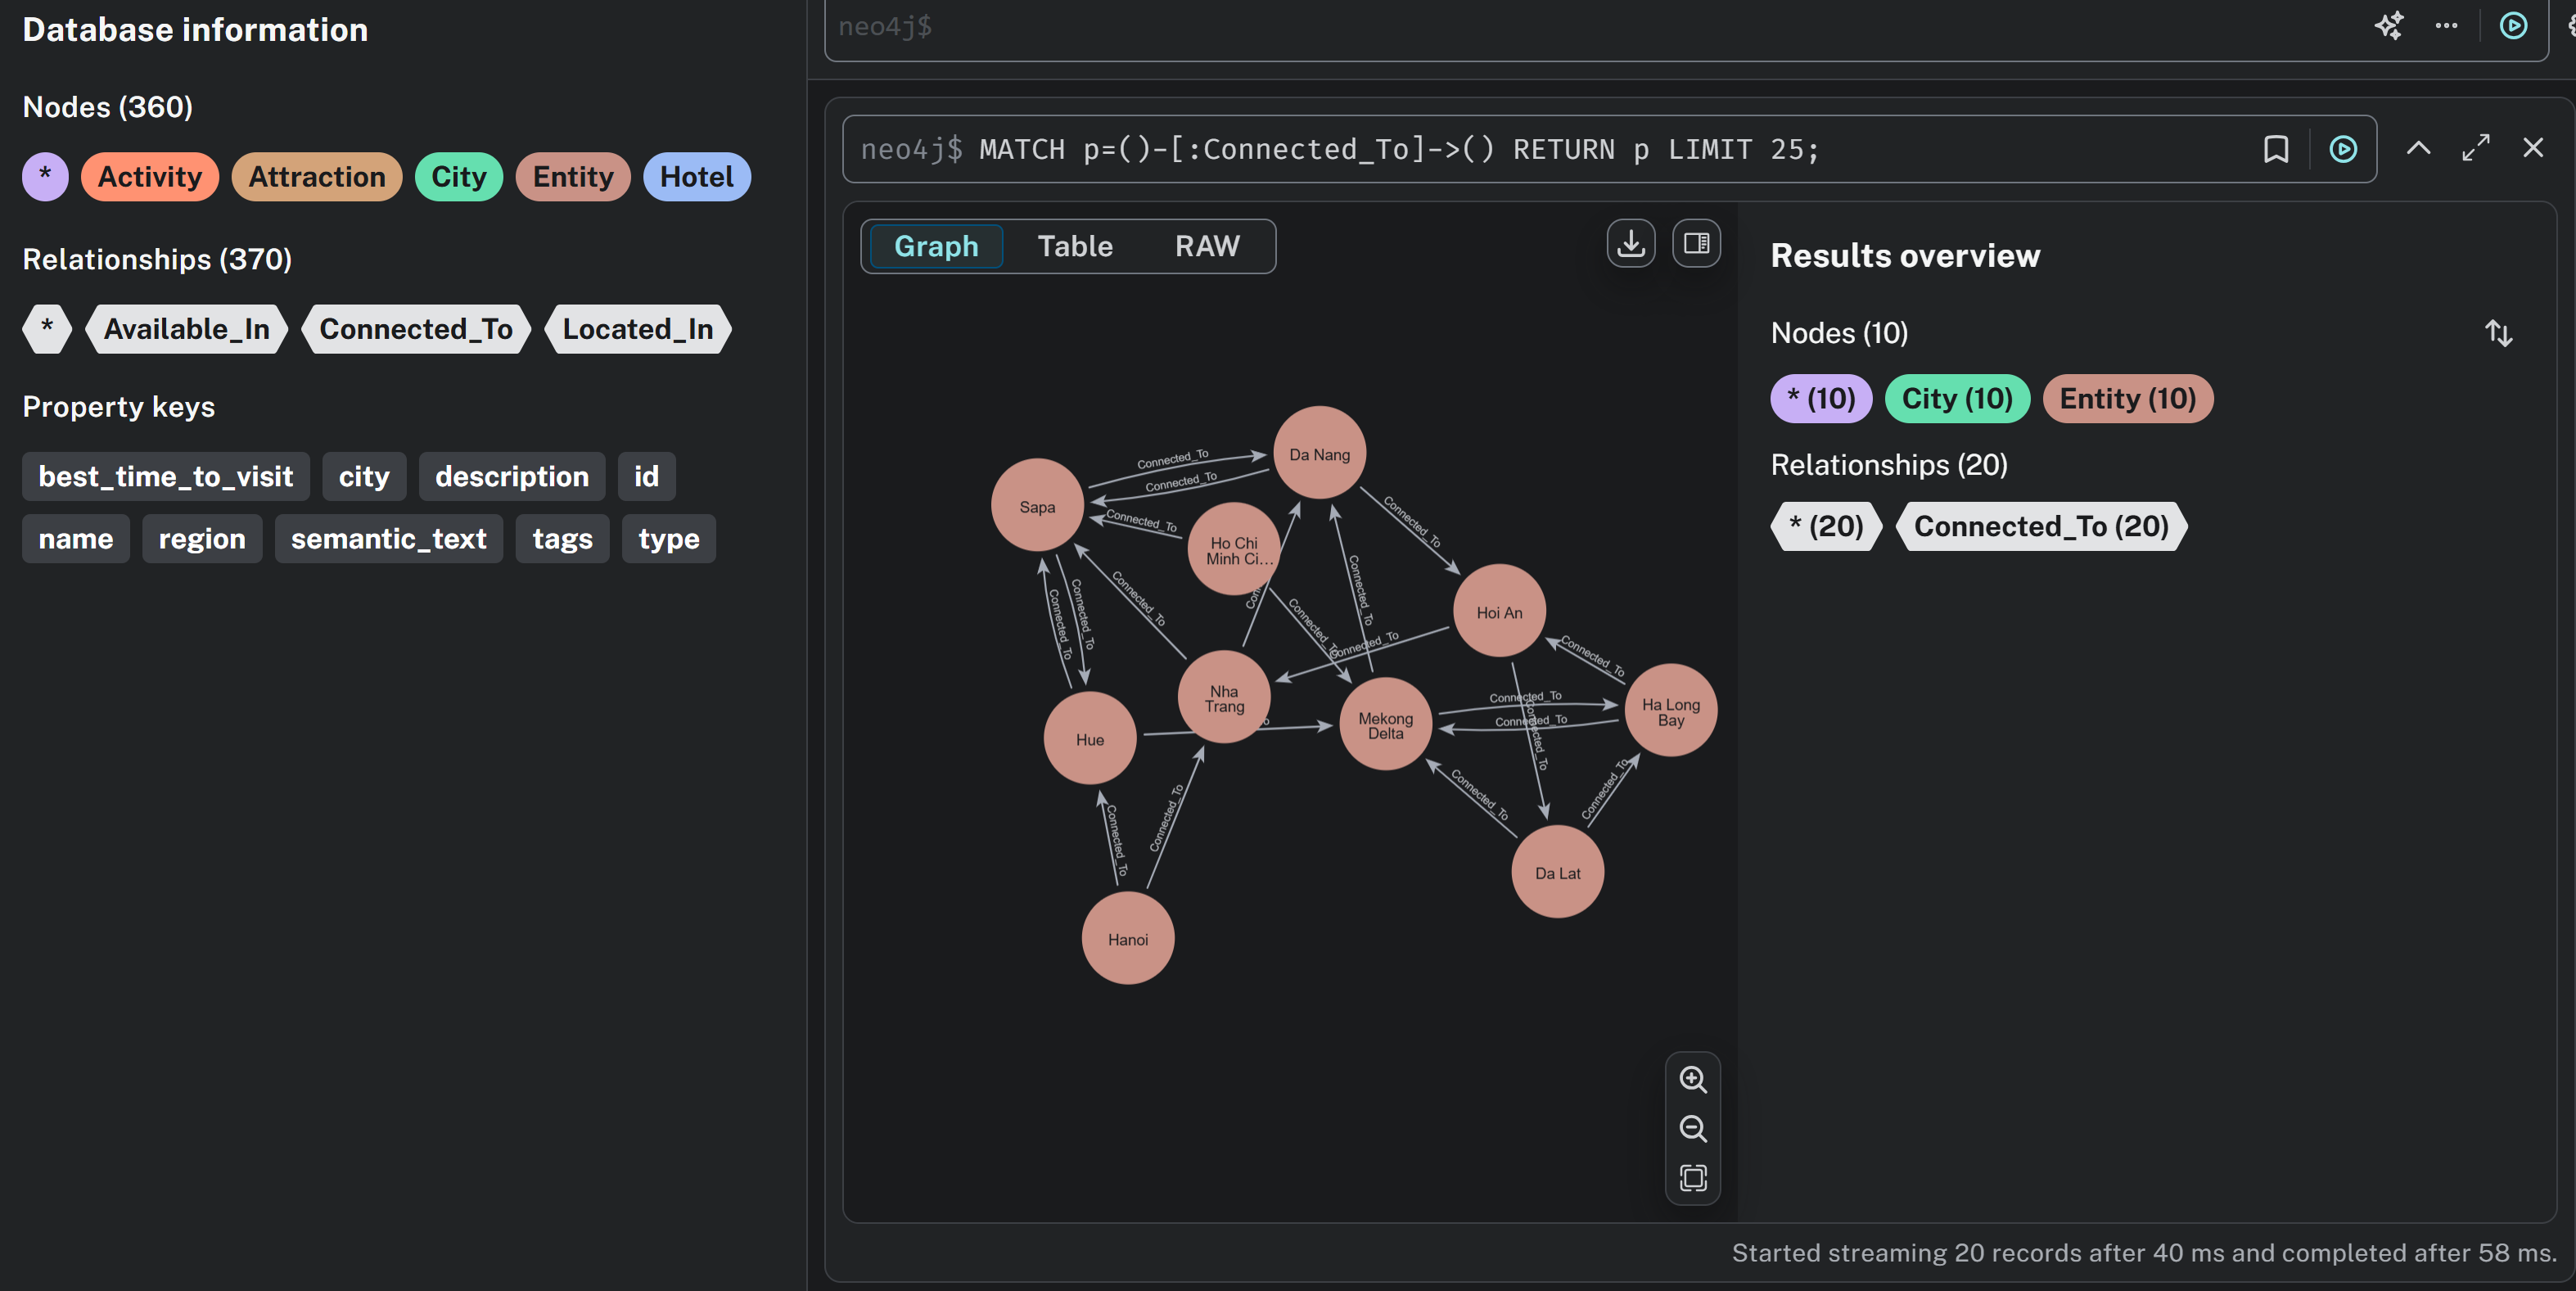 Database information
Nodes (360)
* Activity Attraction City Entity Hotel
Relationships (370)
* Available_In Connected_To Located_In
Property keys
best_time_to_visit city description id
name region semantic_text tags type
neo4j$
neo4j$ MATCH p=()-[:Connected_To]->() RETURN p LIMIT 25;
Graph Table RAW
Connected_To
Da Nang
Connected_To
Sapa
Connected_To
Connected_To
Ho Chi
Minh Ci...
Connected_To
Connected_To
Connected_To
Connected_To
Con
Connected_To
Hoi An
Connected_To
Connected_To
Nha
Trang
Connected_To
Connected_To
Connected_To
Ha Long
Bay
Mekong
Delta
Hue
Connected_To
Connected_To
Connected_To
Connected_To
Connected_To
Da Lat
Hanoi
Results overview
Nodes (10)
* (10) City (10) Entity (10)
Relationships (20)
* (20) Connected_To (20)
Started streaming 20 records after 40 ms and completed after 58 ms.